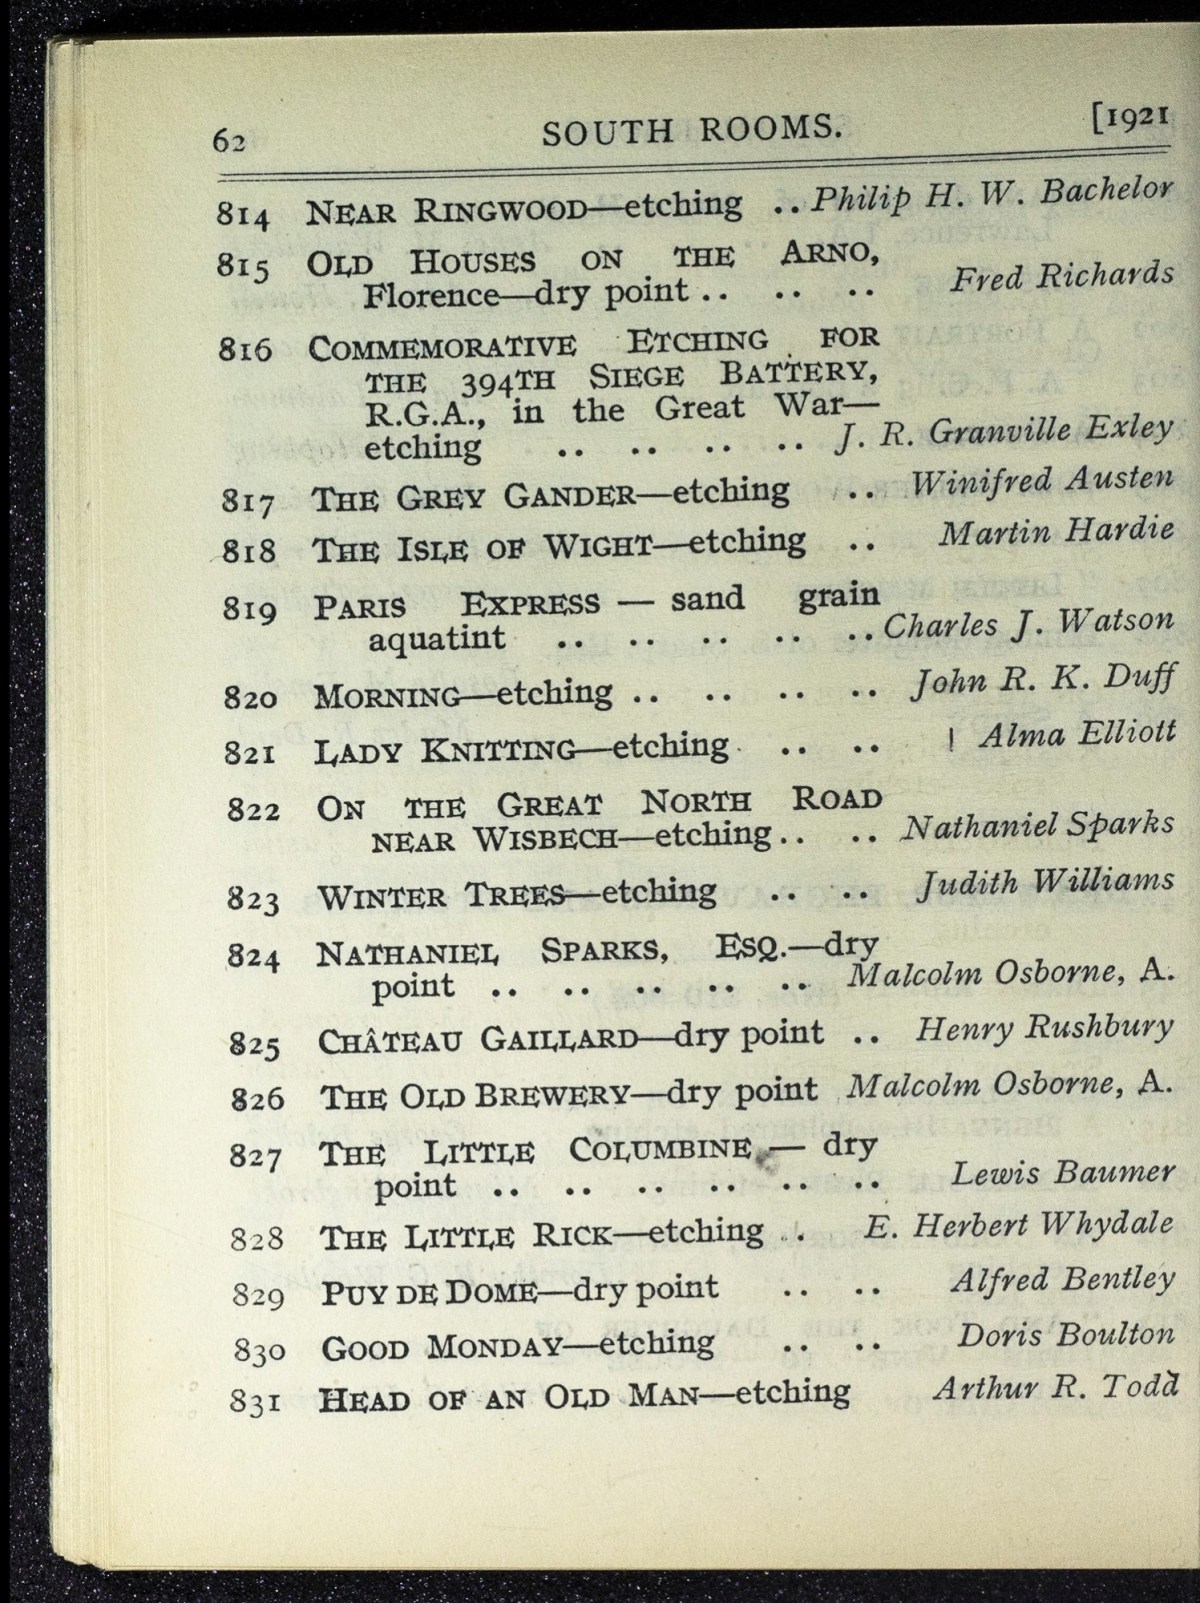 62 SOUTH ROOMS. [1921
814 NEAR RINGWOOD—etching .. Philip H. W. Bachelor
815 OLD HOUSES ON THE ARNO,
Florence—dry point .. .. .. Fred Richards
816 COMMEMORATIVE ETCHING FOR
THE 394TH SIEGE BATTERY,
R.G.A., in the Great War—
etching .. .. .. .. J. R. Granville Exley
817 THE GREY GANDER—etching .. Winifred Austen
818 THE ISLE OF WIGHT—etching .. Martin Hardie
819 PARIS EXPRESS — sand grain
aquatint .. .. .. .. .. Charles J. Watson
820 MORNING—etching .. .. .. .. John R. K. Duff
821 LADY KNITTING—etching . .. .. Alma Elliott
822 ON THE GREAT NORTH ROAD
NEAR WISBECH—etching .. .. Nathaniel Sparks
823 WINTER TREES—etching .. .. Judith Williams
824 NATHANIEL SPARKS, ESQ.—dry
point .. .. .. .. .. Malcolm Osborne, A.
825 CHÂTEAU GAILLARD—dry point .. Henry Rushbury
826 THE OLD BREWERY—dry point Malcolm Osborne, A.
827 THE LITTLE COLUMBINE — dry
point .. .. .. .. .. .. Lewis Baumer
828 THE LITTLE RICK—etching .. E. Herbert Whydale
829 PUY DE DOME—dry point .. .. Alfred Bentley
830 GOOD MONDAY—etching .. .. Doris Boulton
831 HEAD OF AN OLD MAN—etching Arthur R. Todd